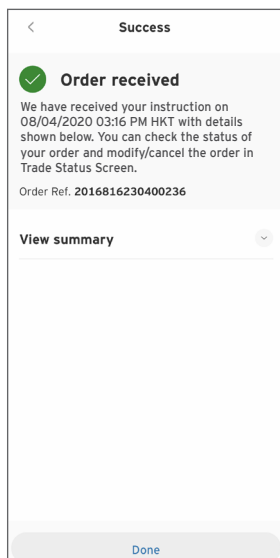 Success
Order received
We have received your instruction on
08/04/2020 03:16 PM HKT with details
shown below. You can check the status of
your order and modify/cancel the order in
Trade Status Screen.
Order Ref. 2016816230400236
View summary
Done